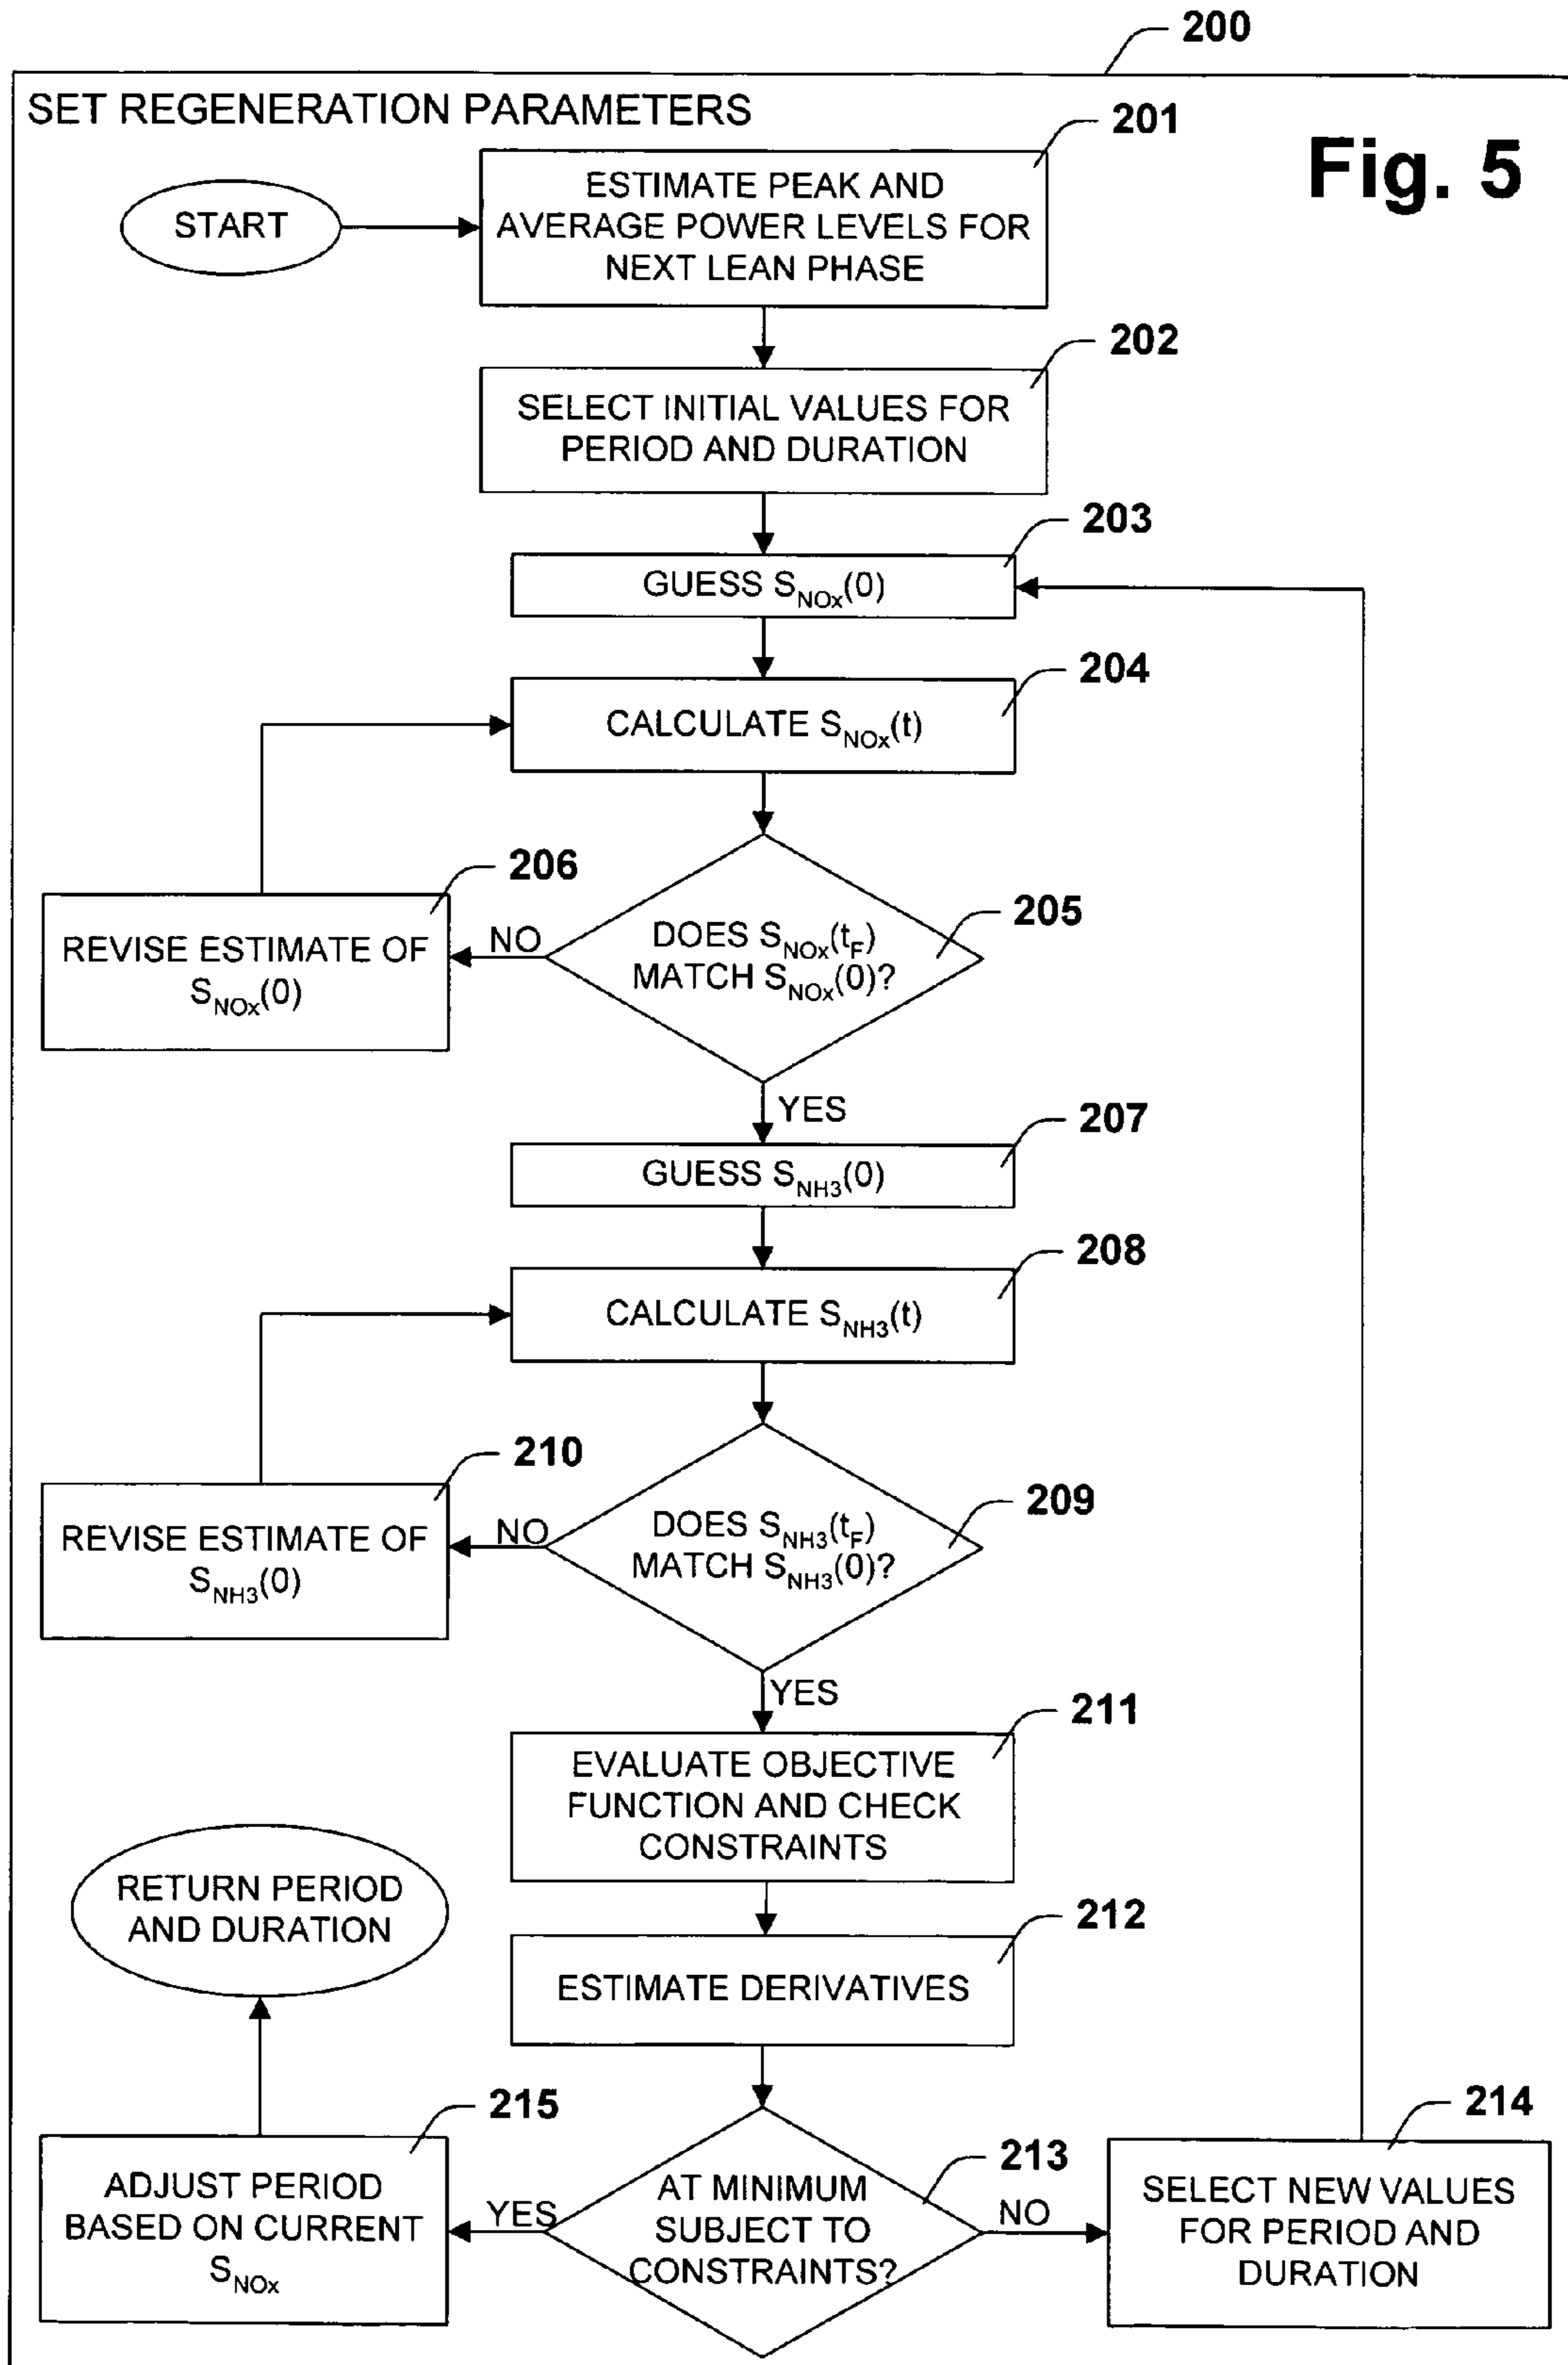 200
SET REGENERATION PARAMETERS
Fig. 5
201
START
ESTIMATE PEAK AND
AVERAGE POWER LEVELS FOR
NEXT LEAN PHASE
202
SELECT INITIAL VALUES FOR
PERIOD AND DURATION
203
GUESS S_NOx(0)
204
CALCULATE S_NOx(t)
206
REVISE ESTIMATE OF
S_NOx(0)
NO
205
DOES S_NOx(t_F)
MATCH S_NOx(0)?
YES
207
GUESS S_NH3(0)
208
CALCULATE S_NH3(t)
210
REVISE ESTIMATE OF
S_NH3(0)
NO
209
DOES S_NH3(t_F)
MATCH S_NH3(0)?
YES
211
EVALUATE OBJECTIVE
FUNCTION AND CHECK
CONSTRAINTS
RETURN PERIOD
AND DURATION
212
ESTIMATE DERIVATIVES
215
ADJUST PERIOD
BASED ON CURRENT
S_NOx
YES
213
AT MINIMUM
SUBJECT TO
CONSTRAINTS?
NO
214
SELECT NEW VALUES
FOR PERIOD AND
DURATION